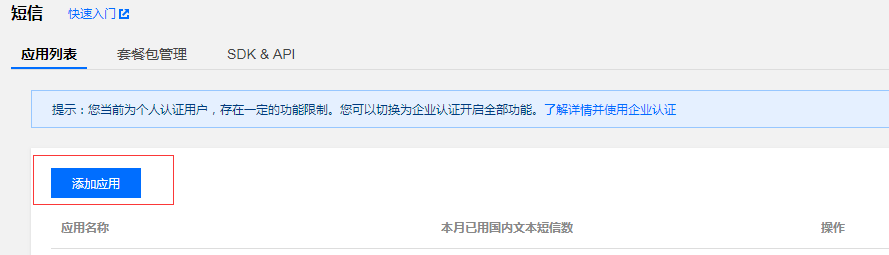 短信 快速入门
应用列表 套餐包管理 SDK & API
提示：您当前为个人认证用户，存在一定的功能限制。您可以切换为企业认证开启全部功能。了解详情并使用企业认证
添加应用
应用名称 本月已用国内文本短信数 操作